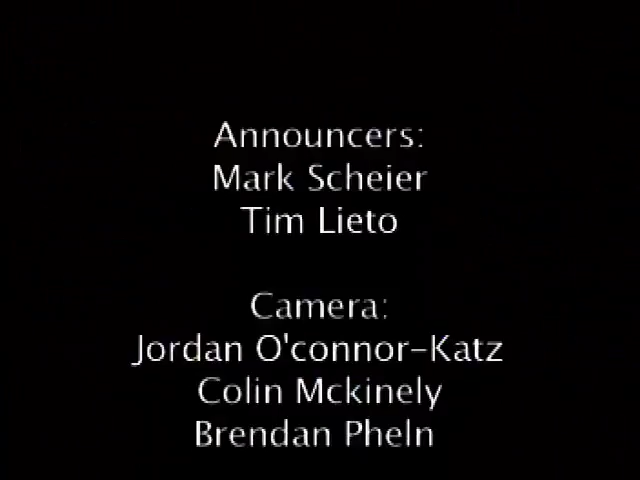 Announcers:
Mark Scheier
Tim Lieto
Camera:
Jordan O'connor-Katz
Colin Mckinely
Brendan Pheln